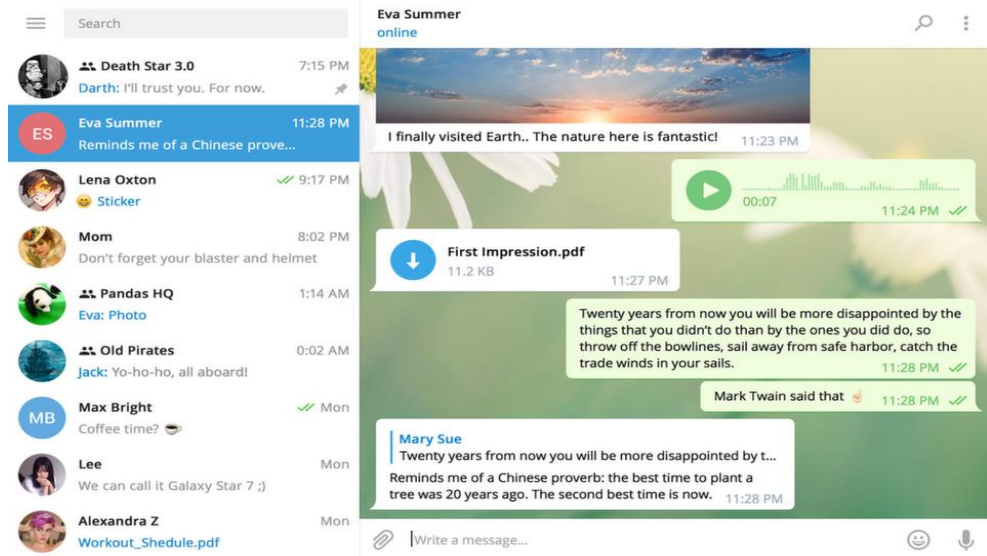 Search
Death Star 3.0 7:15 PM
Darth: I'll trust you. For now.
ES
Eva Summer 11:28 PM
Reminds me of a Chinese prove...
Lena Oxton 9:17 PM
Sticker
Mom 8:02 PM
Don't forget your blaster and helmet
Pandas HQ 1:14 AM
Eva: Photo
Old Pirates 0:02 AM
Jack: Yo-ho-ho, all aboard!
MB
Max Bright Mon
Coffee time? ☕
Lee Mon
We can call it Galaxy Star 7 ;)
Alexandra Z Mon
Workout_Shedule.pdf
Eva Summer
online
I finally visited Earth.. The nature here is fantastic! 11:23 PM
00:07
11:24 PM
First Impression.pdf
11.2 KB
11:27 PM
Twenty years from now you will be more disappointed by the
things that you didn't do than by the ones you did do, so
throw off the bowlines, sail away from safe harbor, catch the
trade winds in your sails.
11:28 PM
Mark Twain said that ☝🏻 11:28 PM
Mary Sue
Twenty years from now you will be more disappointed by t...
Reminds me of a Chinese proverb: the best time to plant a
tree was 20 years ago. The second best time is now. 11:28 PM
Write a message...